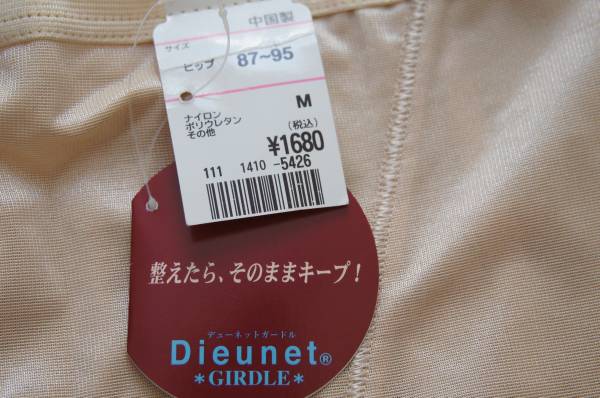 中国製
サイズ
ヒップ 87~95
M
ナイロン
ポリウレタン
その他
(税込)
¥1680
111 1410 -5426
整えたら、そのままキープ!
デューネットガードル
Dieunet®
*GIRDLE*